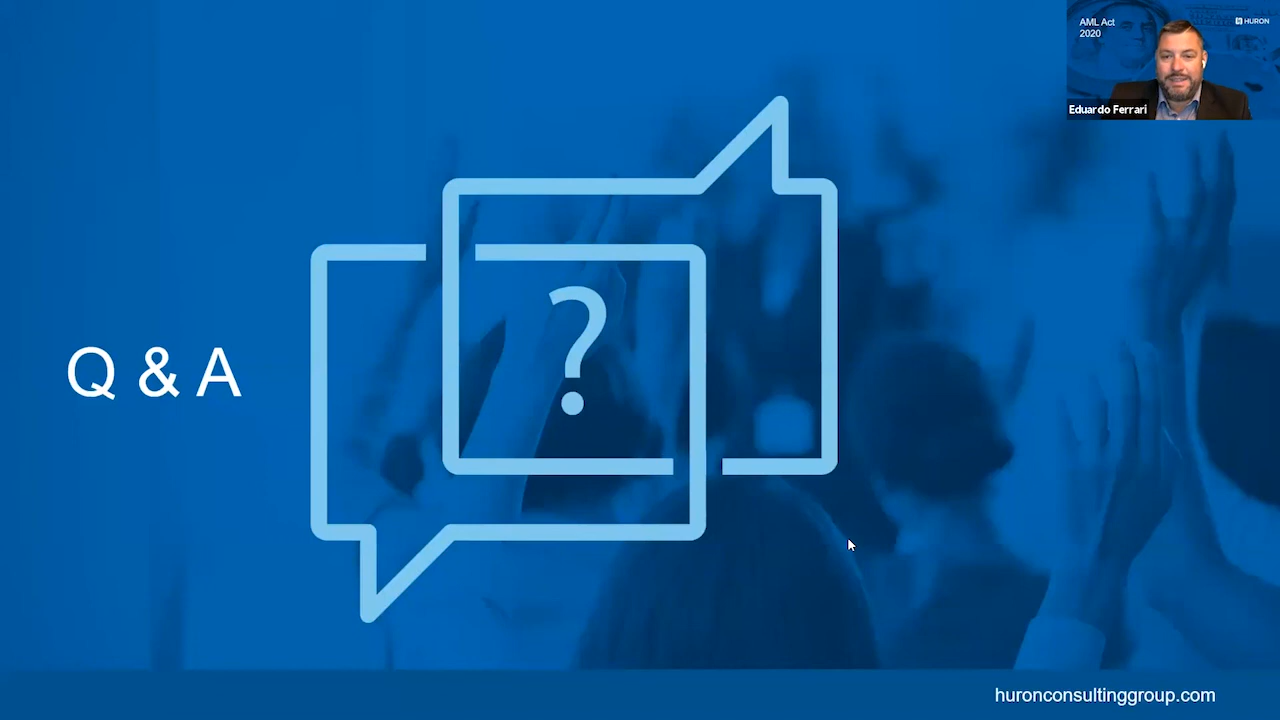 AML Act
2020
HURON
Eduardo Ferrari
?
Q & A
huronconsultinggroup.com